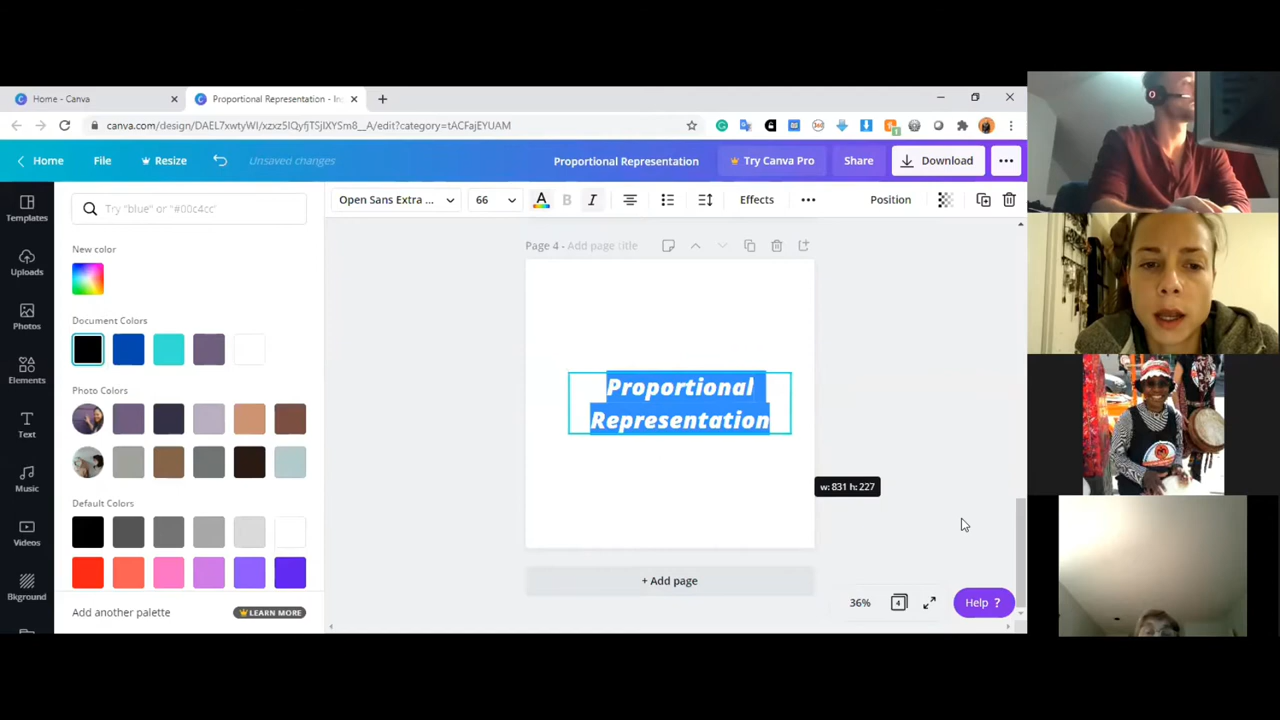 Home - Canva
Proportional Representation - In
canva.com/design/DAEL7xwtyWI/xzxz5IQyfjTSjIXYSm8__A/edit?category=tACFajEYUAM
Home File Resize Unsaved changes Proportional Representation Try Canva Pro Share Download
Templates
Uploads
Photos
Elements
Text
Music
Videos
Bkground
Try "blue" or "#00c4cc"
New color
Document Colors
Photo Colors
Default Colors
Add another palette LEARN MORE
Open Sans Extra ... 66 A B I Effects Position
Page 4 - Add page title
Proportional
Representation
w: 831 h: 227
+ Add page
36% 4 Help ?